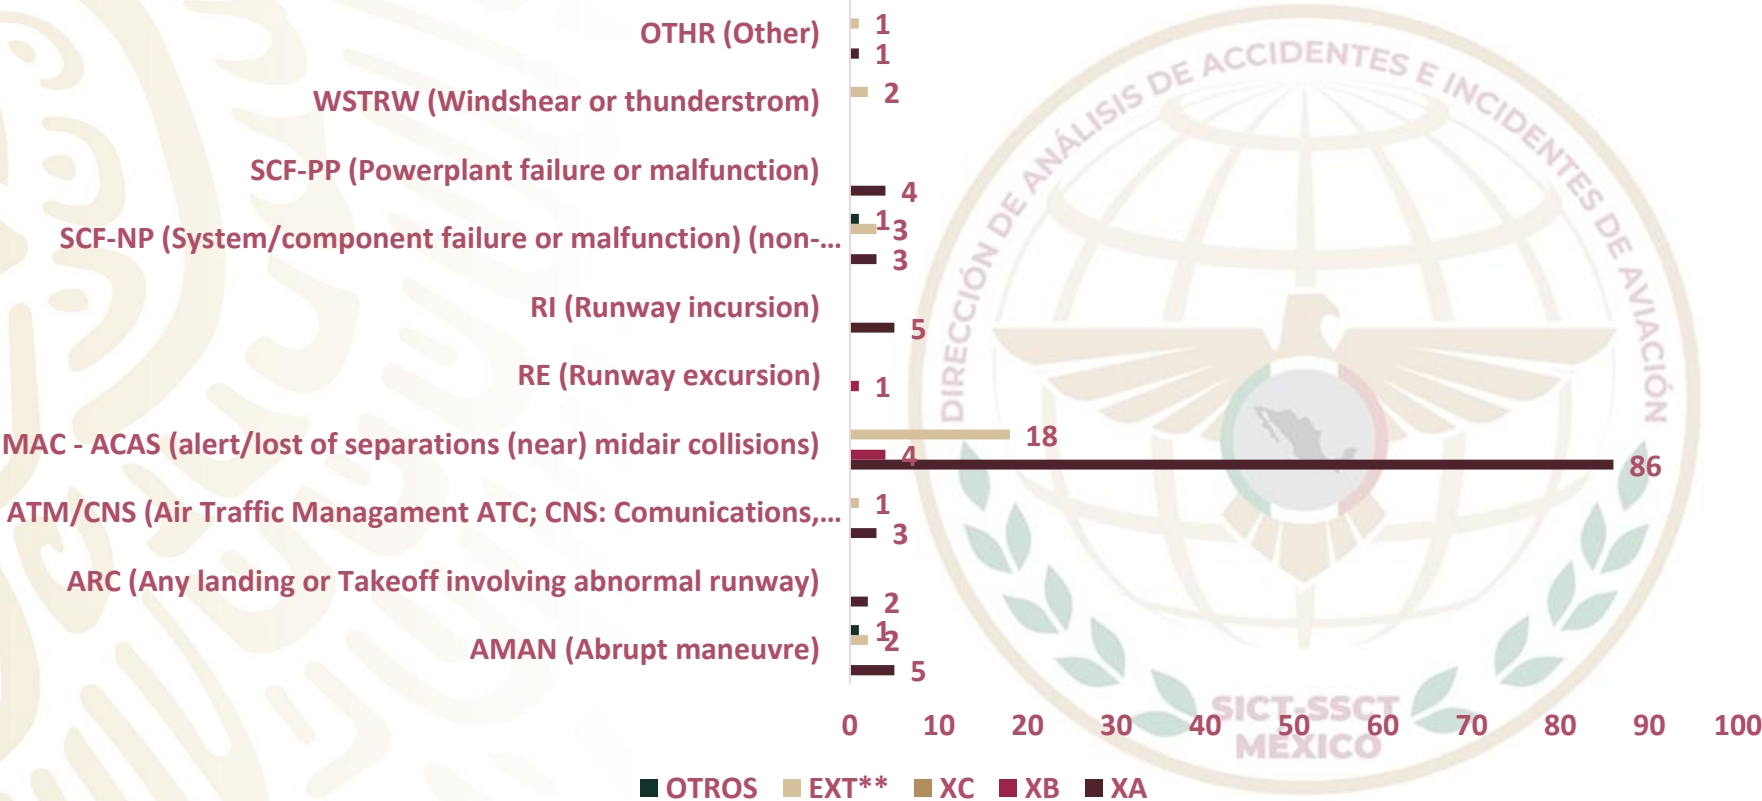 OTHR (Other)
1
1
WSTRW (Windshear or thunderstrom)
2
SCF-PP (Powerplant failure or malfunction)
4
SCF-NP (System/component failure or malfunction) (non-...
1
3
3
RI (Runway incursion)
5
RE (Runway excursion)
1
MAC - ACAS (alert/lost of separations (near) midair collisions)
18
4
86
ATM/CNS (Air Traffic Managament ATC; CNS: Comunications,...
1
3
ARC (Any landing or Takeoff involving abnormal runway)
2
AMAN (Abrupt maneuvre)
1
2
5
0 10 20 30 40 50 60 70 80 90 100
OTROS EXT** XC XB XA
DIRECCIÓN DE ANÁLISIS DE ACCIDENTES E INCIDENTES DE AVIACIÓN
SICT-SSCT
MÉXICO